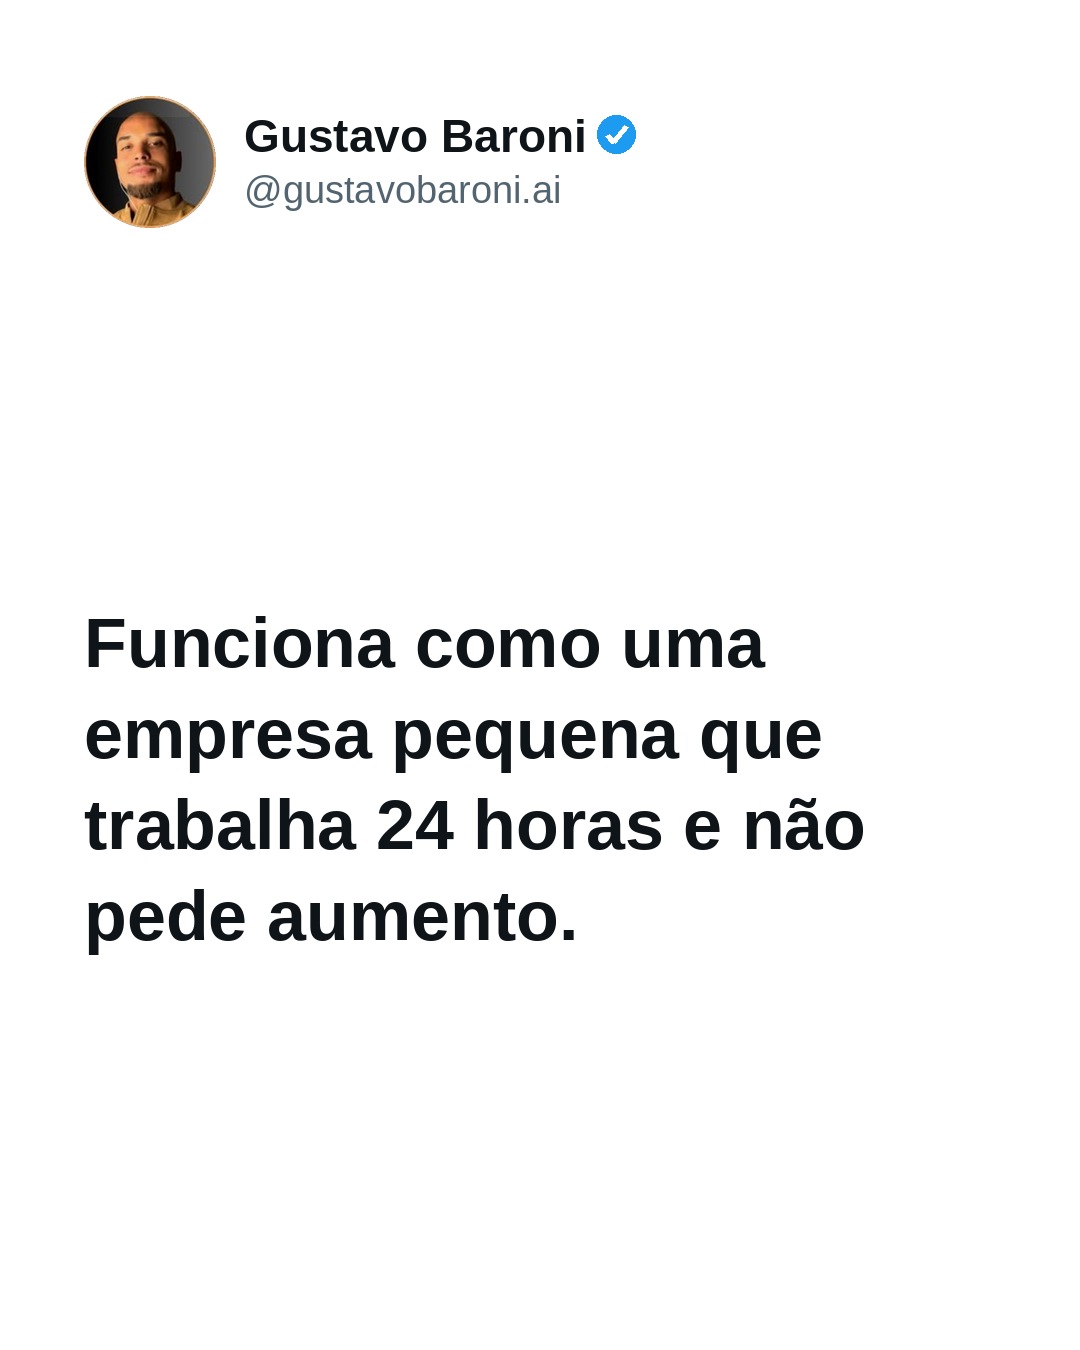 Gustavo Baroni
@gustavobaroni.ai
Funciona como uma
empresa pequena que
trabalha 24 horas e não
pede aumento.